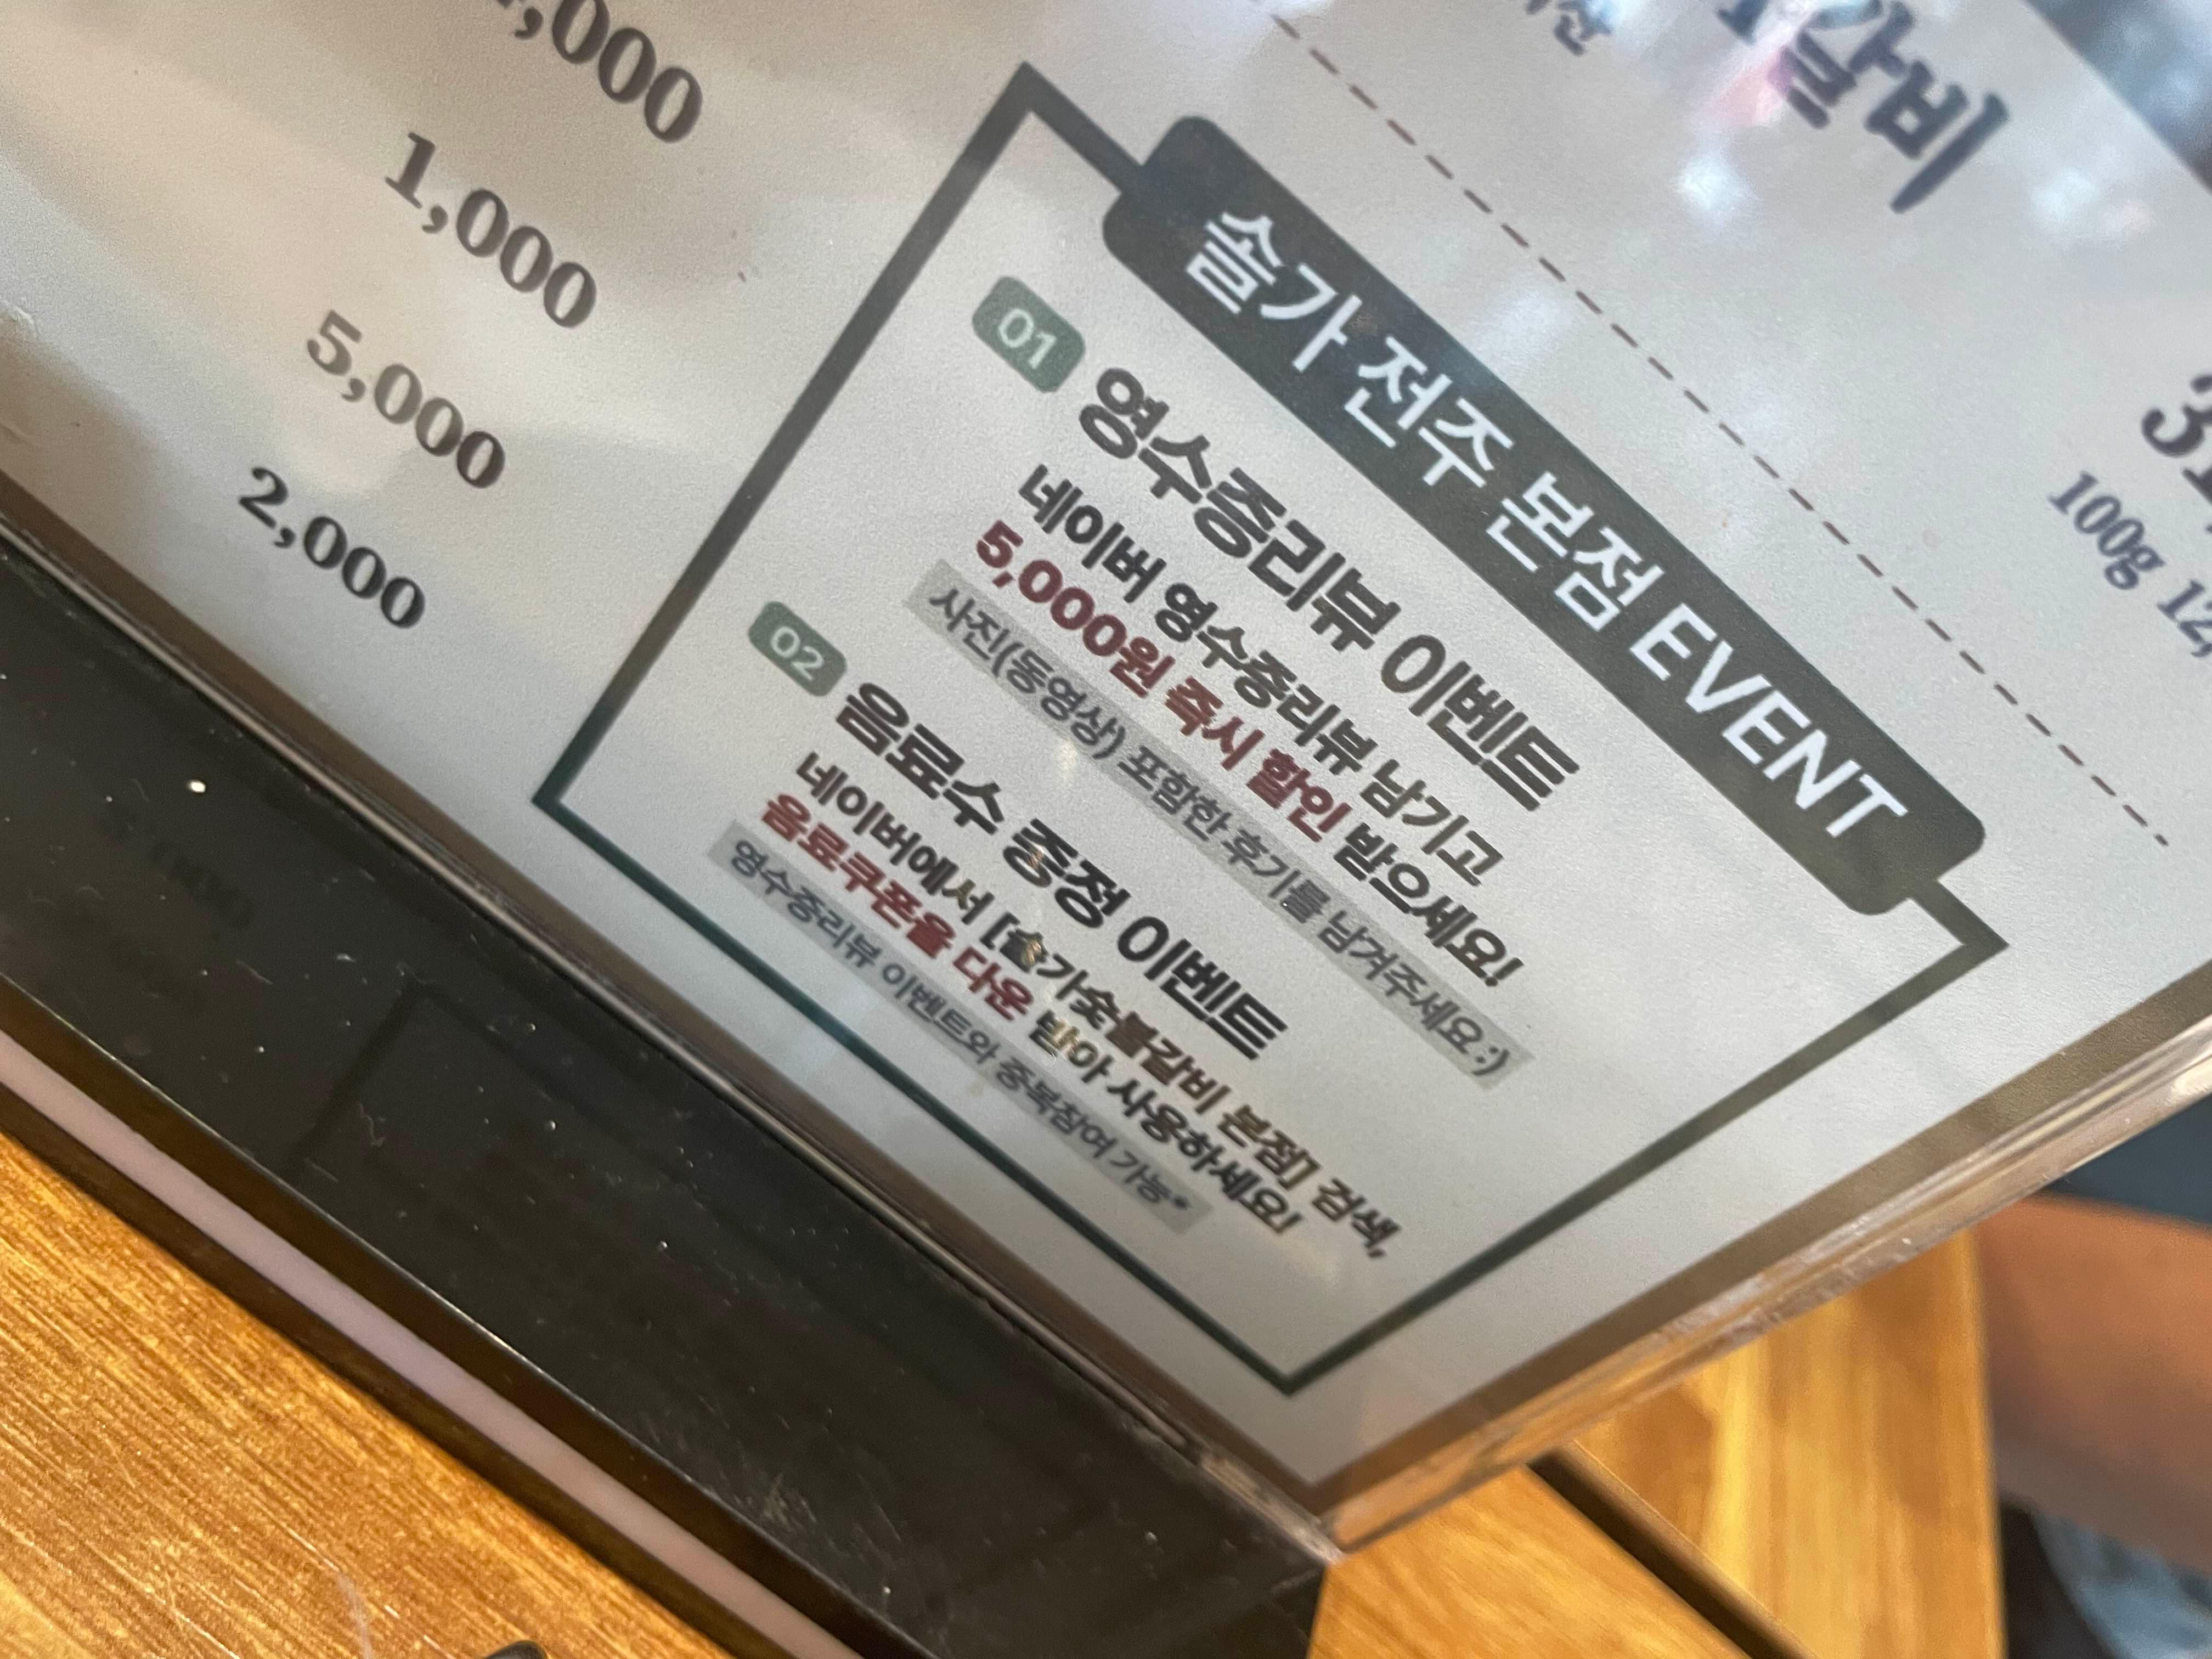 갈비
100g
,000
1,000
5,000
2,000
솔가 전주 본점 EVENT
01 영수증리뷰 이벤트
네이버 영수증리뷰 남기고
5,000원 즉시 할인 받으세요!
사진(동영상) 포함한 후기를 남겨주세요 :)
02 음료수 증정 이벤트
네이버에서 [솔가숯불갈비 본점] 검색,
음료쿠폰을 다운 받아 사용하세요!
영수증리뷰 이벤트와 중복참여 가능*